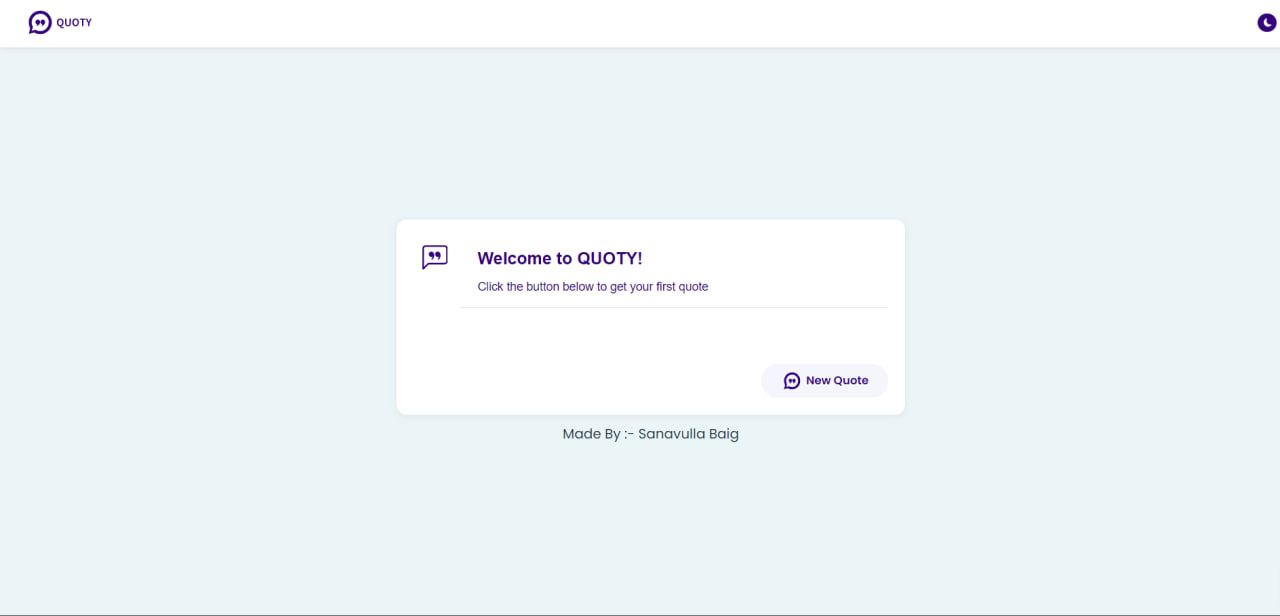 QUOTY
Welcome to QUOTY!
Click the button below to get your first quote
New Quote
Made By :- Sanavulla Baig